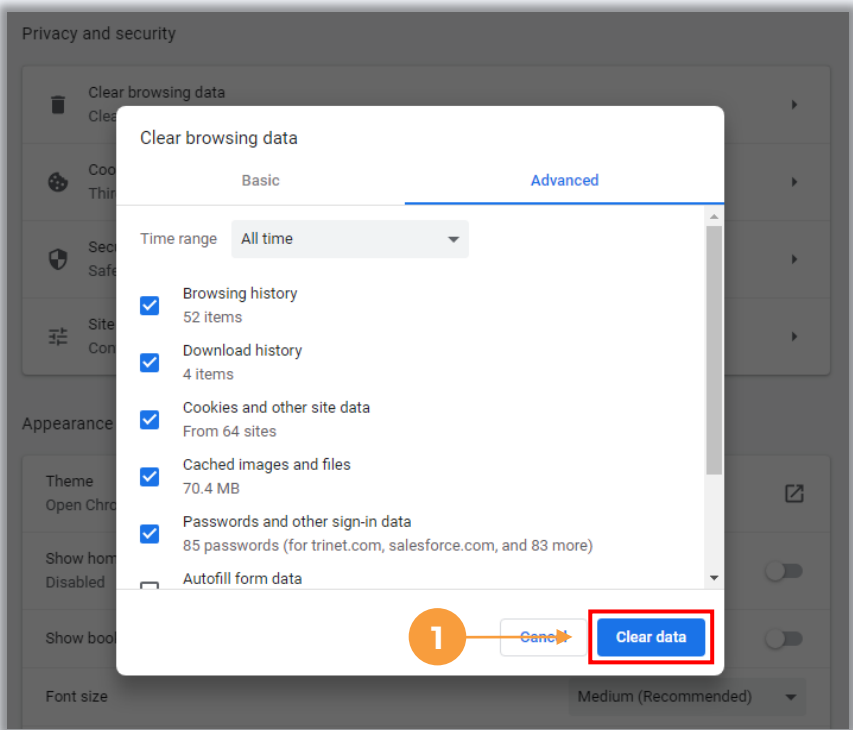 Privacy and security
Clear browsing data
Clea
Clear browsing data
Basic
Advanced
Coo
Thir
Time range
All time
Secu
Safe
Browsing history
52 items
Site
Con
Download history
4 items
Cookies and other site data
From 64 sites
Appearance
Cached images and files
70.4 MB
Theme
Open Chro
Passwords and other sign-in data
85 passwords (for trinet.com, salesforce.com, and 83 more)
Show hom
Disabled
Autofill form data
1
Cancel
Clear data
Show bool
Font size
Medium (Recommended)